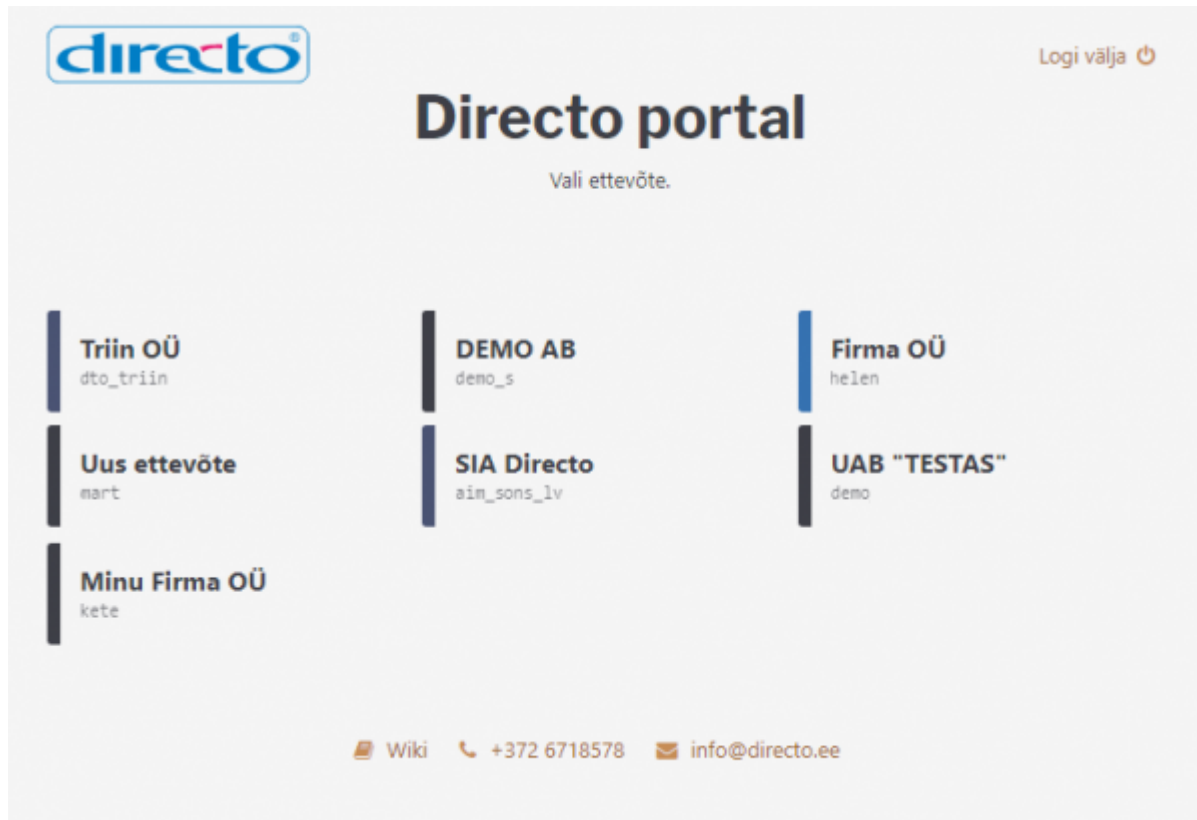 directo®
Logi välja
Directo portal
Vali ettevõte.
Triin OÜ
dto_triin
DEMO AB
demo_s
Firma OÜ
helen
Uus ettevõte
mart
SIA Directo
aim_sons_lv
UAB "TESTAS"
demo
Minu Firma OÜ
kete
Wiki +372 6718578 info@directo.ee